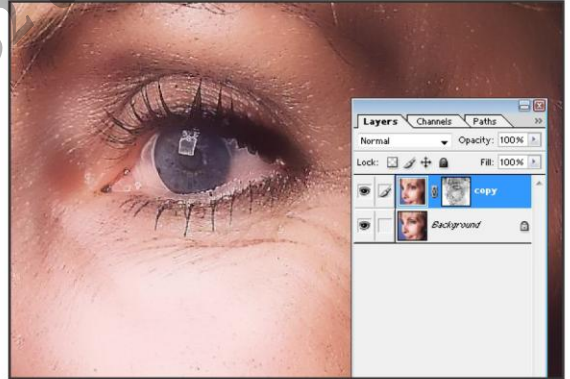 Layers Channels Paths >>
Normal Opacity: 100%
Lock: Fill: 100%
copy
Background